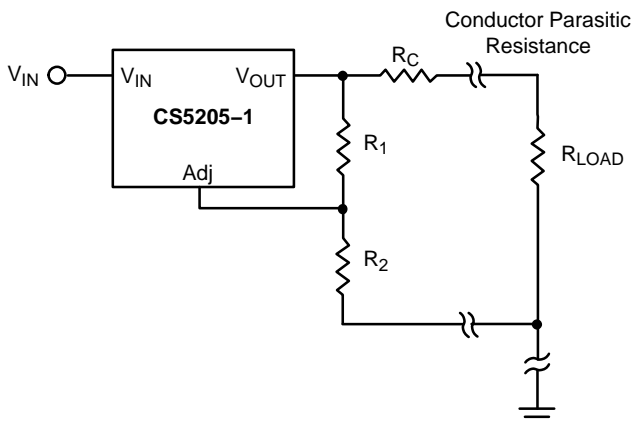 Conductor Parasitic
Resistance
V_IN
V_IN
V_OUT
R_C
CS5205–1
R_1
R_LOAD
Adj
R_2